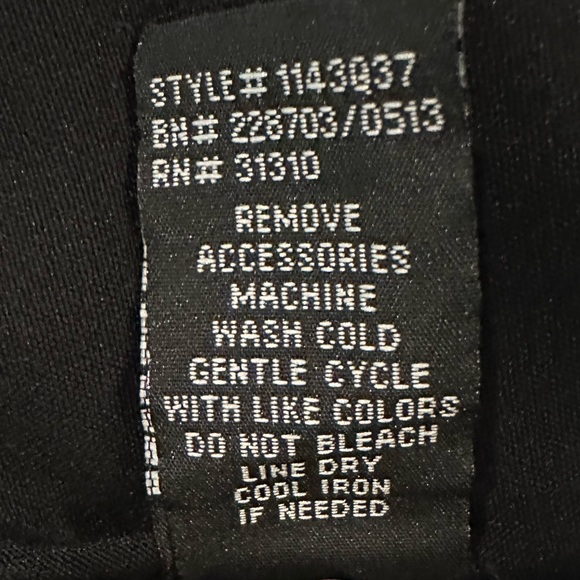 STYLE# 1143Q37
BN# 228703/0513
RN# 31310
REMOVE
ACCESSORIES
MACHINE
WASH COLD
GENTLE CYCLE
WITH LIKE COLORS
DO NOT BLEACH
LINE DRY
COOL IRON
IF NEEDED